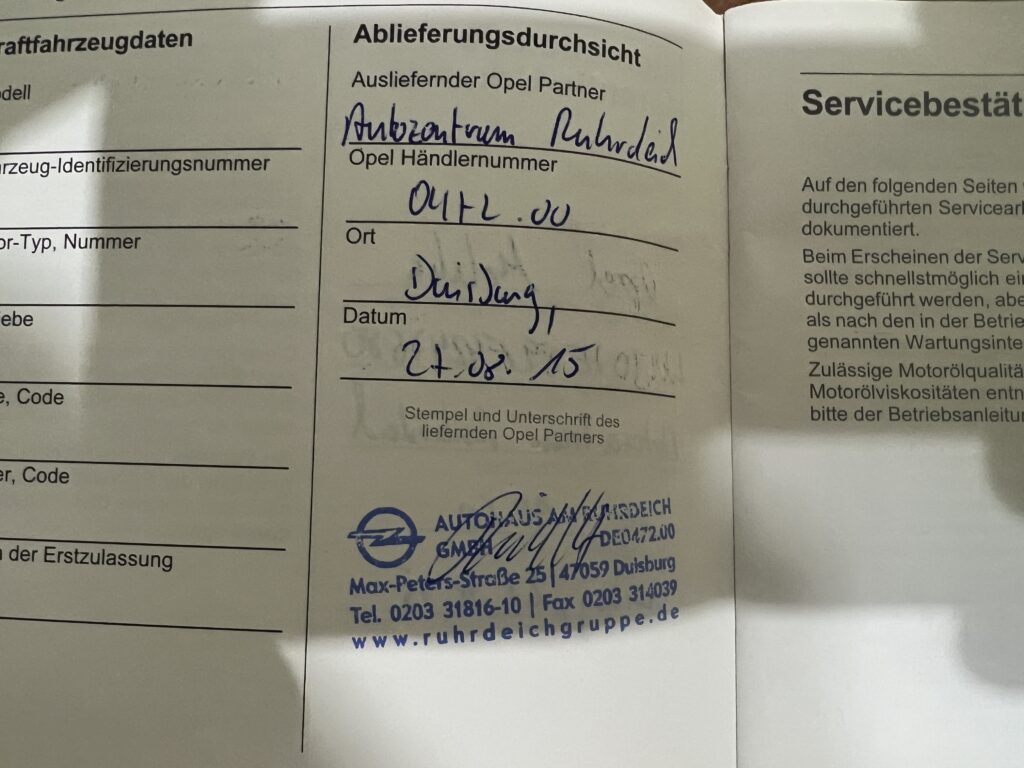 raftfahrzeugdaten
dell
rzeug-Identifizierungsnummer
or-Typ, Nummer
iebe
e, Code
er, Code
n der Erstzulassung
Ablieferungsdurchsicht
Ausliefernder Opel Partner
Autozentrum Ruhrdeich
Opel Händlernummer
0472.00
Ort
Duisburg,
Datum
27.08.15
Stempel und Unterschrift des
liefernden Opel Partners
AUTOHAUS AM RUHRDEICH
GMBH DE0472.00
Max-Peters-Straße 25 | 47059 Duisburg
Tel. 0203 31816-10 | Fax 0203 314039
www.ruhrdeichgruppe.de
Servicebestät
Auf den folgenden Seiten
durchgeführten Servicearb
dokumentiert.
Beim Erscheinen der Serv
sollte schnellstmöglich ein
durchgeführt werden, abe
als nach den in der Betrie
genannten Wartungsinte
Zulässige Motorölqualitä
Motorölviskositäten entn
bitte der Betriebsanleitu